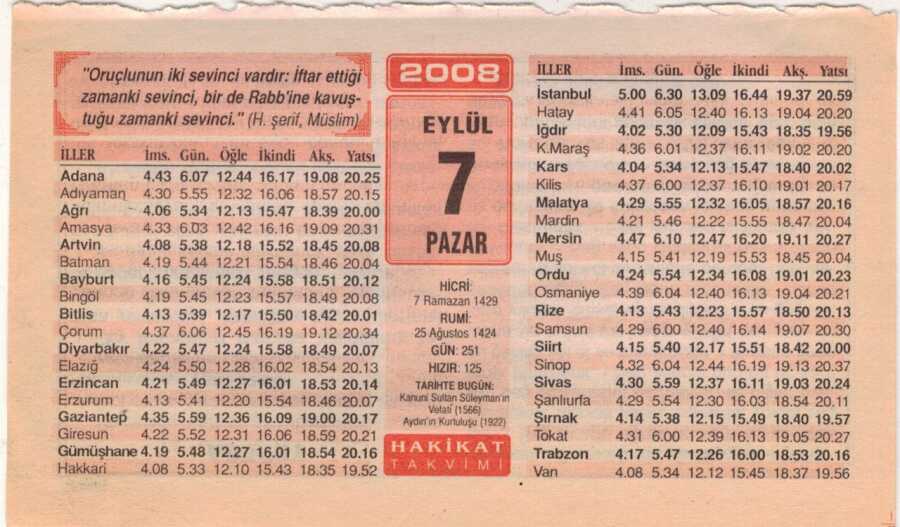 "Oruçlunun iki sevinci vardır: İftar ettiği
zamanki sevinci, bir de Rabb'ine kavuş-
tuğu zamanki sevinci." (H. şerif, Müslim)
İLLER İms. Gün. Öğle İkindi Akş. Yatsı
Adana 4.43 6.07 12.44 16.17 19.08 20.25
Adıyaman 4.30 5.55 12.32 16.06 18.57 20.15
Ağrı 4.06 5.34 12.13 15.47 18.39 20.00
Amasya 4.33 6.03 12.42 16.16 19.09 20.31
Artvin 4.08 5.38 12.18 15.52 18.45 20.08
Batman 4.19 5.44 12.21 15.54 18.46 20.04
Bayburt 4.16 5.45 12.24 15.58 18.51 20.12
Bingöl 4.19 5.45 12.23 15.57 18.49 20.08
Bitlis 4.13 5.39 12.17 15.50 18.42 20.01
Çorum 4.37 6.06 12.45 16.19 19.12 20.34
Diyarbakır 4.22 5.47 12.24 15.58 18.49 20.07
Elazığ 4.24 5.50 12.28 16.02 18.54 20.13
Erzincan 4.21 5.49 12.27 16.01 18.53 20.14
Erzurum 4.13 5.41 12.20 15.54 18.46 20.07
Gaziantep 4.35 5.59 12.36 16.09 19.00 20.17
Giresun 4.22 5.52 12.31 16.06 18.59 20.21
Gümüşhane 4.19 5.48 12.27 16.01 18.54 20.16
Hakkari 4.08 5.33 12.10 15.43 18.35 19.52
2008
EYLÜL
7
PAZAR
HİCRİ:
7 Ramazan 1429
RUMİ:
25 Ağustos 1424
GÜN: 251
HIZIR: 125
TARİHTE BUGÜN:
Kanuni Sultan Süleyman'ın
Vefatı (1566)
Aydın'ın Kurtuluşu (1922)
HAKİKAT
TAKVİMİ
İLLER İms. Gün. Öğle İkindi Akş. Yatsı
İstanbul 5.00 6.30 13.09 16.44 19.37 20.59
Hatay 4.41 6.05 12.40 16.13 19.04 20.20
Iğdır 4.02 5.30 12.09 15.43 18.35 19.56
K.Maraş 4.36 6.01 12.37 16.11 19.02 20.20
Kars 4.04 5.34 12.13 15.47 18.40 20.02
Kilis 4.37 6.00 12.37 16.10 19.01 20.17
Malatya 4.29 5.55 12.32 16.05 18.57 20.16
Mardin 4.21 5.46 12.22 15.55 18.47 20.04
Mersin 4.47 6.10 12.47 16.20 19.11 20.27
Muş 4.15 5.41 12.19 15.53 18.45 20.04
Ordu 4.24 5.54 12.34 16.08 19.01 20.23
Osmaniye 4.39 6.04 12.40 16.13 19.04 20.21
Rize 4.13 5.43 12.23 15.57 18.50 20.13
Samsun 4.29 6.00 12.40 16.14 19.07 20.30
Siirt 4.15 5.40 12.17 15.51 18.42 20.00
Sinop 4.32 6.04 12.44 16.19 19.13 20.37
Sivas 4.30 5.59 12.37 16.11 19.03 20.24
Şanlıurfa 4.29 5.54 12.30 16.03 18.54 20.11
Şırnak 4.14 5.38 12.15 15.49 18.40 19.57
Tokat 4.31 6.00 12.39 16.13 19.05 20.27
Trabzon 4.17 5.47 12.26 16.00 18.53 20.16
Van 4.08 5.34 12.12 15.45 18.37 19.56